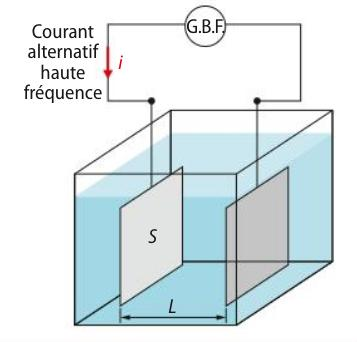 G.B.F.
Courant
alternatif
haute
fréquence
i
S
L